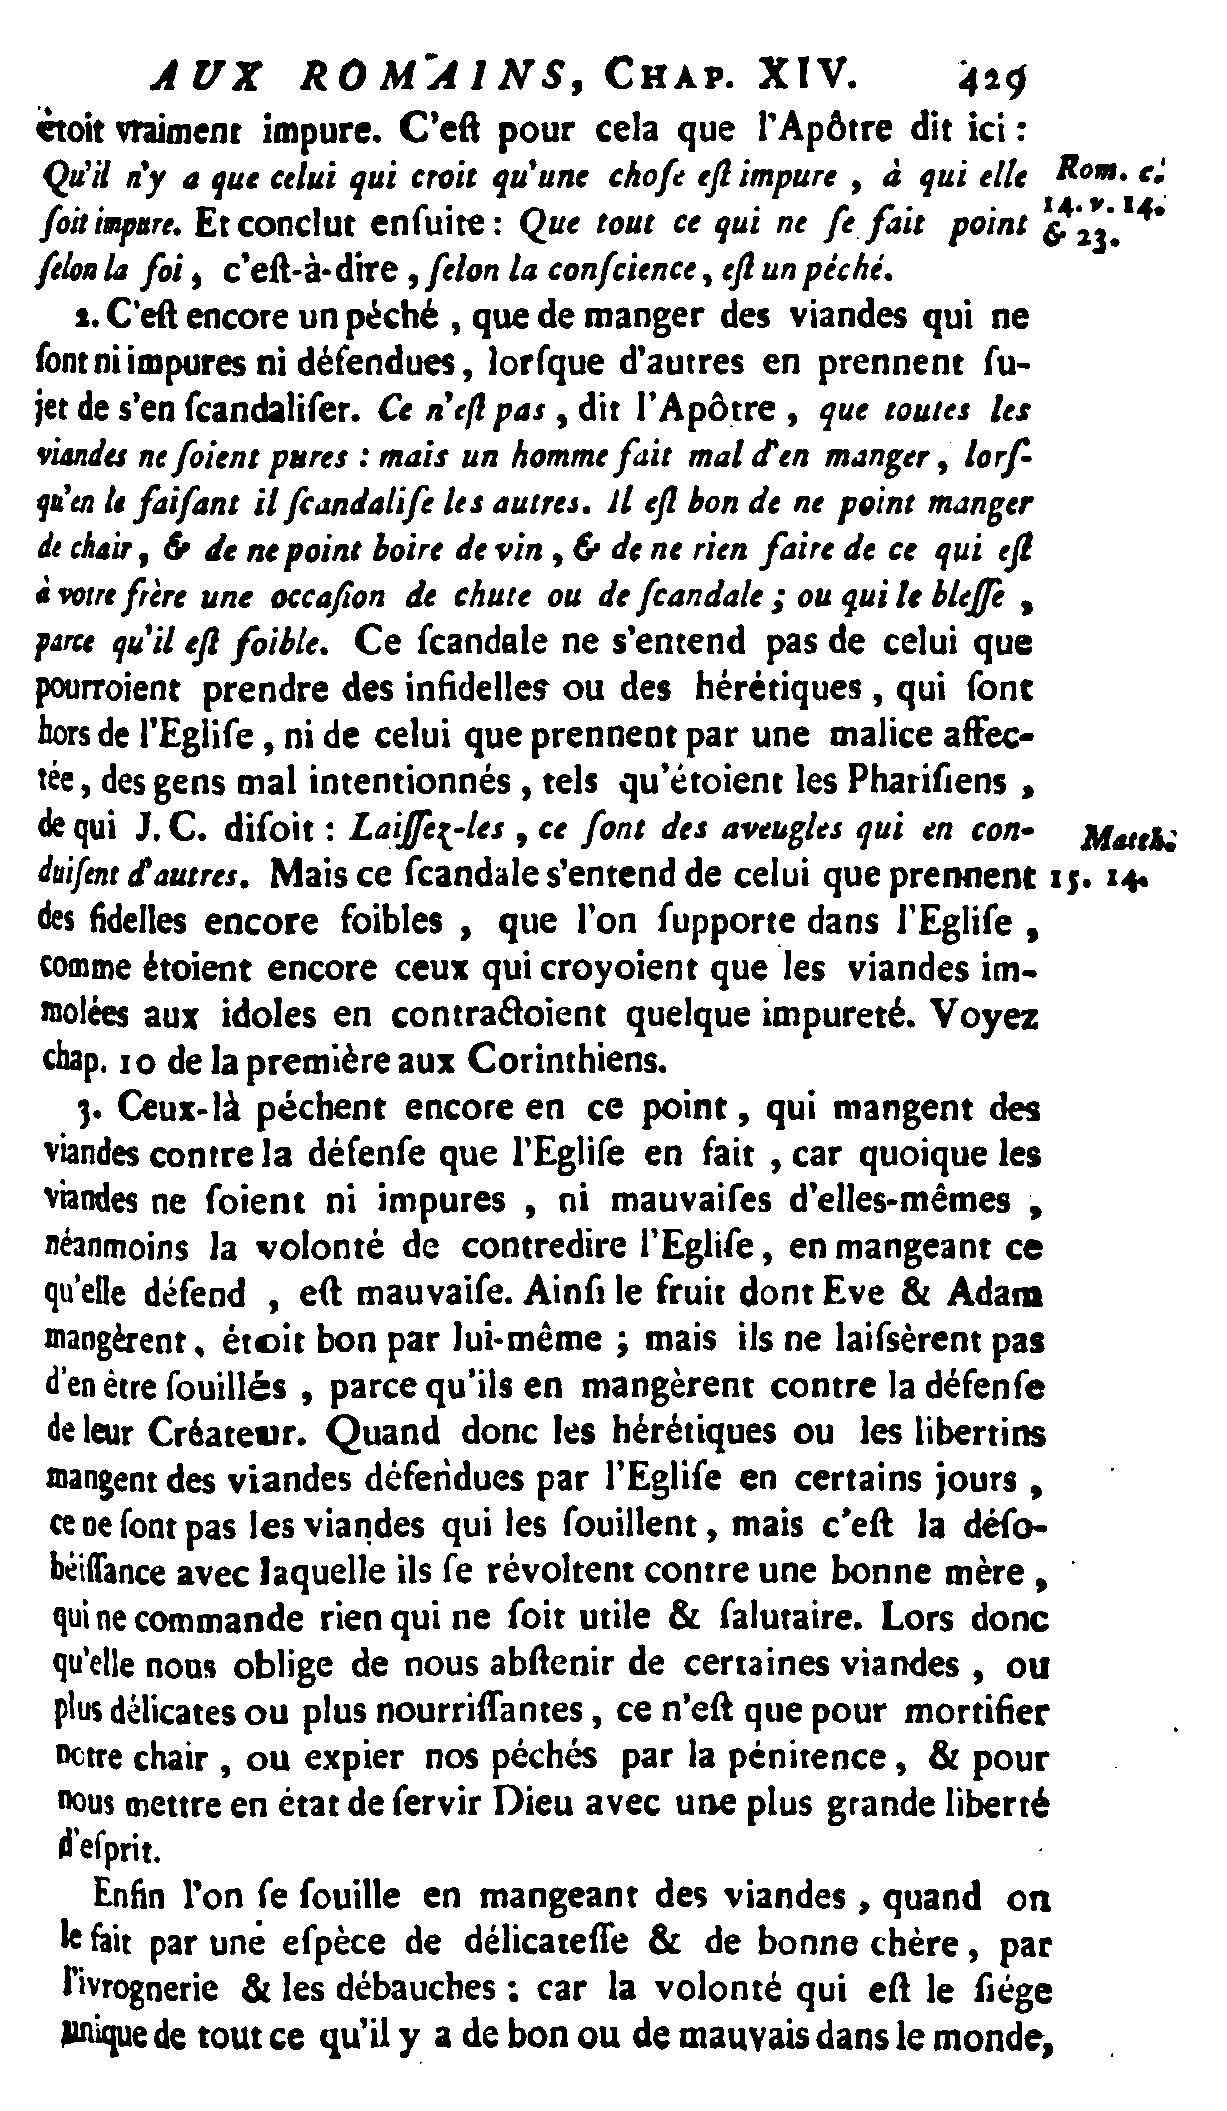 AUX ROMAINS, CHAP. XIV. 429
étoit vraiment impure. C'eſt pour cela que l'Apôtre dit ici :
Qu'il n'y a que celui qui croit qu'une choſe eſt impure, à qui elle
Rom. c.
ſoit impure. Et conclut enſuite : Que tout ce qui ne ſe fait point
14. v. 14.
& 23.
ſelon la foi, c'eſt-à-dire, ſelon la conſcience, eſt un péché.
2. C'eſt encore un péché, que de manger des viandes qui ne
ſont ni impures ni défendues, lorſque d'autres en prennent ſu-
jet de s'en ſcandaliſer. Ce n'eſt pas, dit l'Apôtre, que toutes les
viandes ne ſoient pures : mais un homme fait mal d'en manger, lorſ-
qu'en le faiſant il ſcandaliſe les autres. Il eſt bon de ne point manger
de chair, & de ne point boire de vin, & de ne rien faire de ce qui eſt
à votre frère une occaſion de chute ou de ſcandale ; ou qui le bleſſe,
parce qu'il eſt foible. Ce ſcandale ne s'entend pas de celui que
pourroient prendre des infidelles ou des hérétiques, qui ſont
hors de l'Egliſe, ni de celui que prennent par une malice affec-
tée, des gens mal intentionnés, tels qu'étoient les Phariſiens,
de qui J. C. diſoit : Laiſſez-les, ce ſont des aveugles qui en con-
Matth.
duiſent d'autres. Mais ce ſcandale s'entend de celui que prennent
15. 14.
des fidelles encore foibles, que l'on ſupporte dans l'Egliſe,
comme étoient encore ceux qui croyoient que les viandes im-
molées aux idoles en contractoient quelque impureté. Voyez
chap. 10 de la première aux Corinthiens.
3. Ceux-là péchent encore en ce point, qui mangent des
viandes contre la défenſe que l'Egliſe en fait, car quoique les
viandes ne ſoient ni impures, ni mauvaiſes d'elles-mêmes,
néanmoins la volonté de contredire l'Egliſe, en mangeant ce
qu'elle défend, eſt mauvaiſe. Ainſi le fruit dont Eve & Adam
mangèrent, étoit bon par lui-même ; mais ils ne laiſsèrent pas
d'en être ſouillés, parce qu'ils en mangèrent contre la défenſe
de leur Créateur. Quand donc les hérétiques ou les libertins
mangent des viandes défendues par l'Egliſe en certains jours,
ce ne ſont pas les viandes qui les ſouillent, mais c'eſt la déſo-
béiſſance avec laquelle ils ſe révoltent contre une bonne mère,
qui ne commande rien qui ne ſoit utile & ſalutaire. Lors donc
qu'elle nous oblige de nous abſtenir de certaines viandes, ou
plus délicates ou plus nourriſſantes, ce n'eſt que pour mortifier
notre chair, ou expier nos péchés par la pénitence, & pour
nous mettre en état de ſervir Dieu avec une plus grande liberté
d'eſprit.
Enfin l'on ſe ſouille en mangeant des viandes, quand on
le fait par une eſpèce de délicateſſe & de bonne chère, par
l'ivrognerie & les débauches : car la volonté qui eſt le ſiége
unique de tout ce qu'il y a de bon ou de mauvais dans le monde,